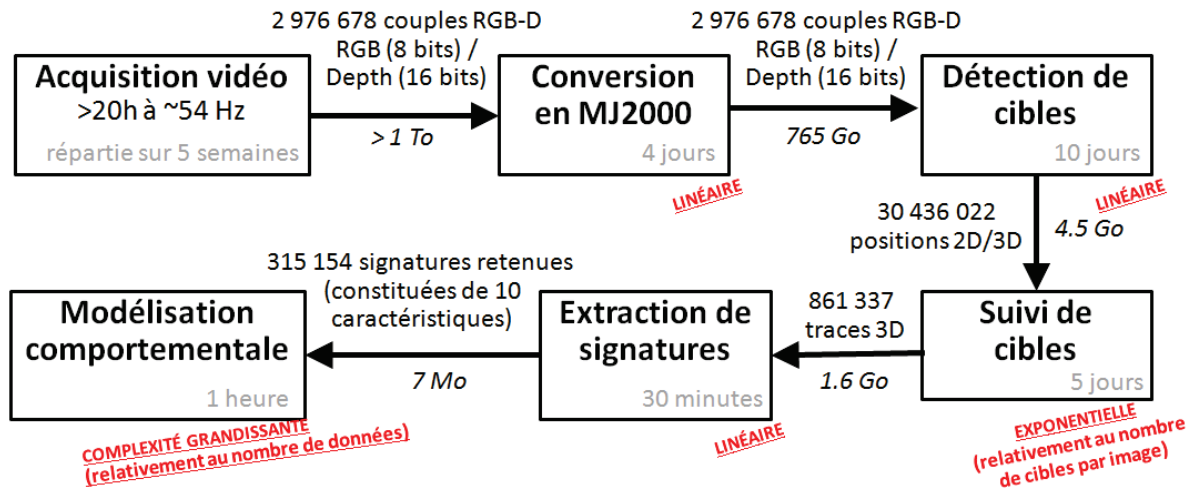 Acquisition vidéo
>20h à ~54 Hz
répartie sur 5 semaines
2 976 678 couples RGB-D
RGB (8 bits) /
Depth (16 bits)
> 1 To
Conversion
en MJ2000
4 jours
LINÉAIRE
2 976 678 couples RGB-D
RGB (8 bits) /
Depth (16 bits)
765 Go
Détection de
cibles
10 jours
LINÉAIRE
30 436 022
positions 2D/3D
4.5 Go
Suivi de
cibles
5 jours
EXPONENTIELLE
(relativement au nombre
de cibles par image)
861 337
traces 3D
1.6 Go
Extraction de
signatures
30 minutes
LINÉAIRE
315 154 signatures retenues
(constituées de 10
caractéristiques)
7 Mo
Modélisation
comportementale
1 heure
COMPLEXITÉ GRANDISSANTE
(relativement au nombre de données)